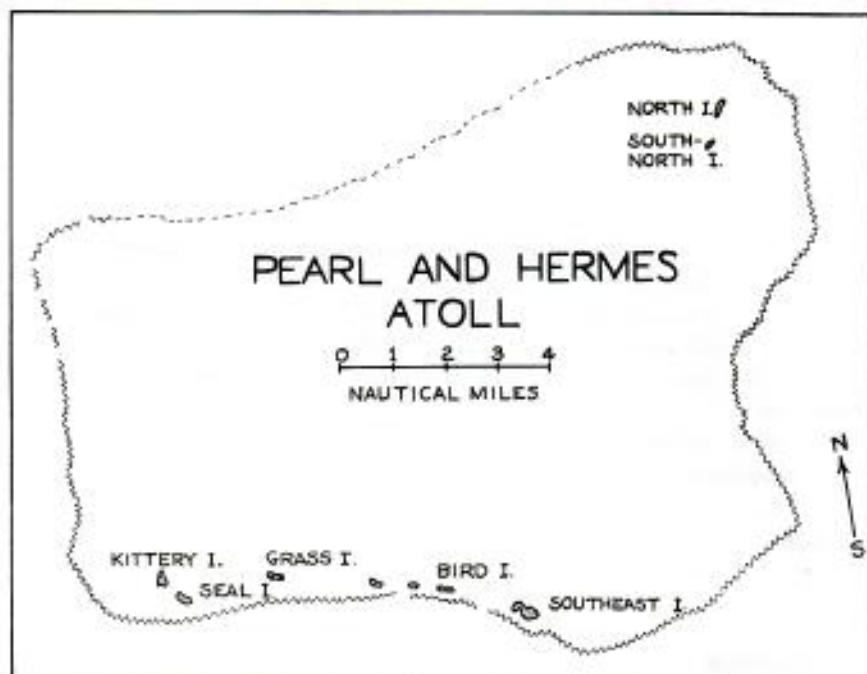 NORTH I.
SOUTH-
NORTH I.
PEARL AND HERMES
ATOLL
0 1 2 3 4
NAUTICAL MILES
N
S
KITTERY I.
GRASS I.
SEAL I
BIRD I.
SOUTHEAST I.